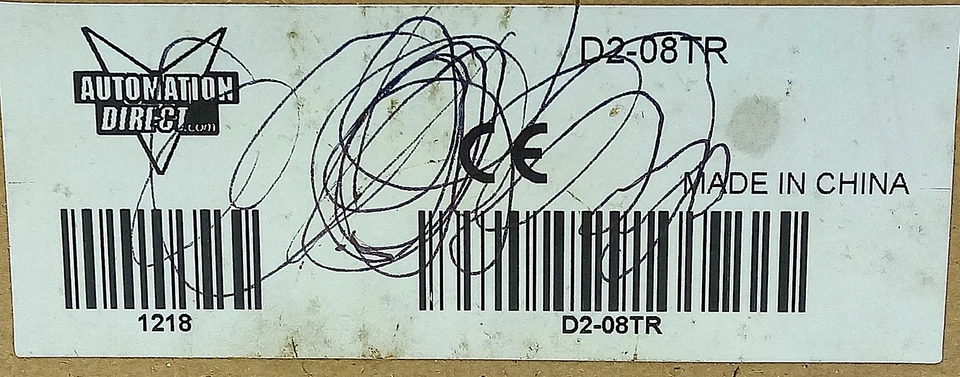 D2-08TR
AUTOMATION
DIRECT.com
CE
MADE IN CHINA
1218
D2-08TR